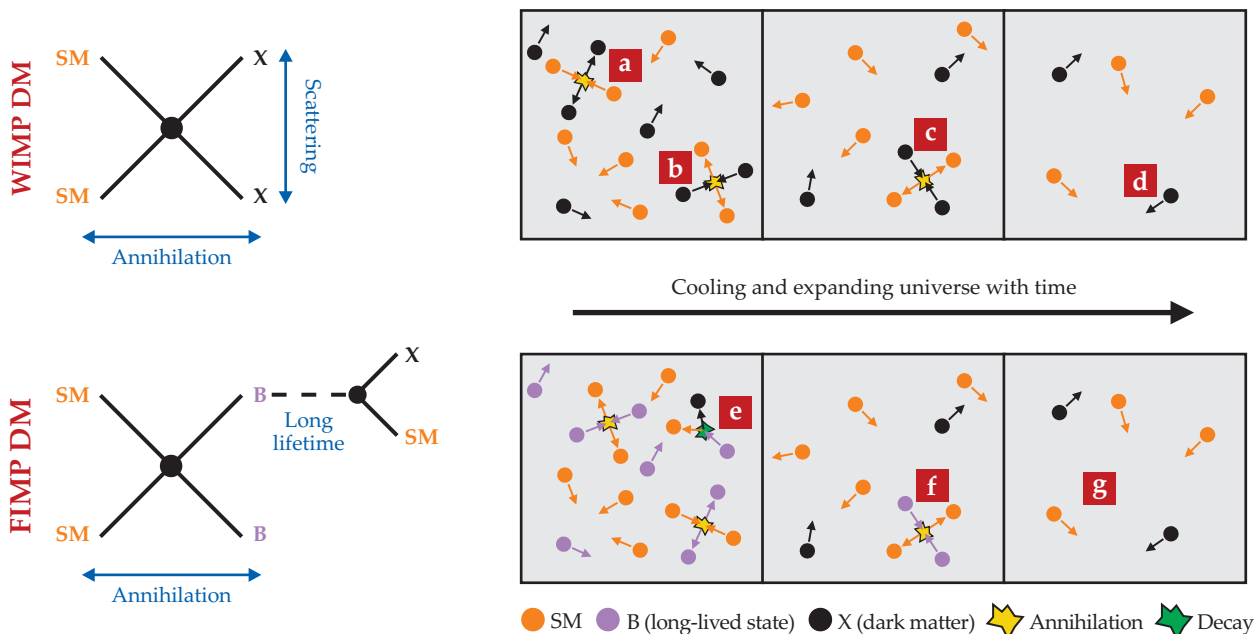 WIMP DM
SM
X
SM
X
Scattering
Annihilation
a
b
c
d
Cooling and expanding universe with time
FIMP DM
SM
B
X
Long
lifetime
SM
SM
B
Annihilation
e
f
g
SM
B (long-lived state)
X (dark matter)
Annihilation
Decay